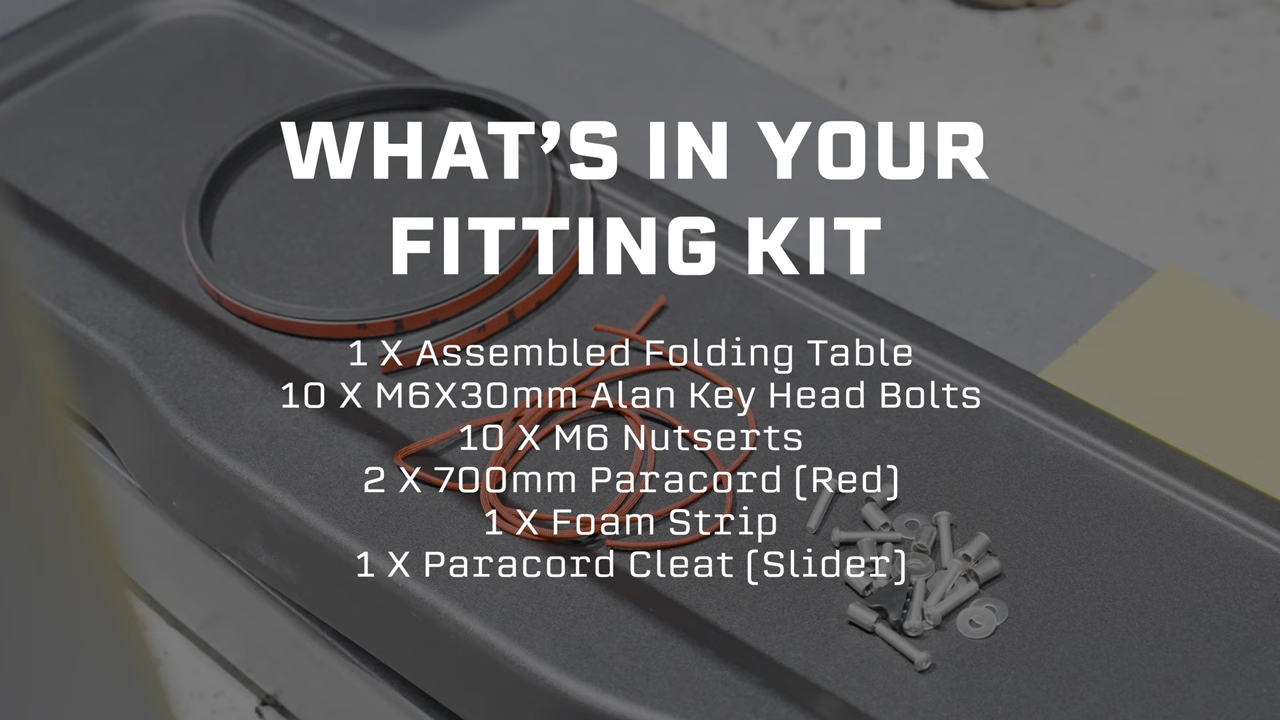 WHAT'S IN YOUR
FITTING KIT
1 X Assembled Folding Table
10 X M6X30mm Alan Key Head Bolts
10 X M6 Nutserts
2 X 700mm Paracord (Red)
1 X Foam Strip
1 X Paracord Cleat (Slider)